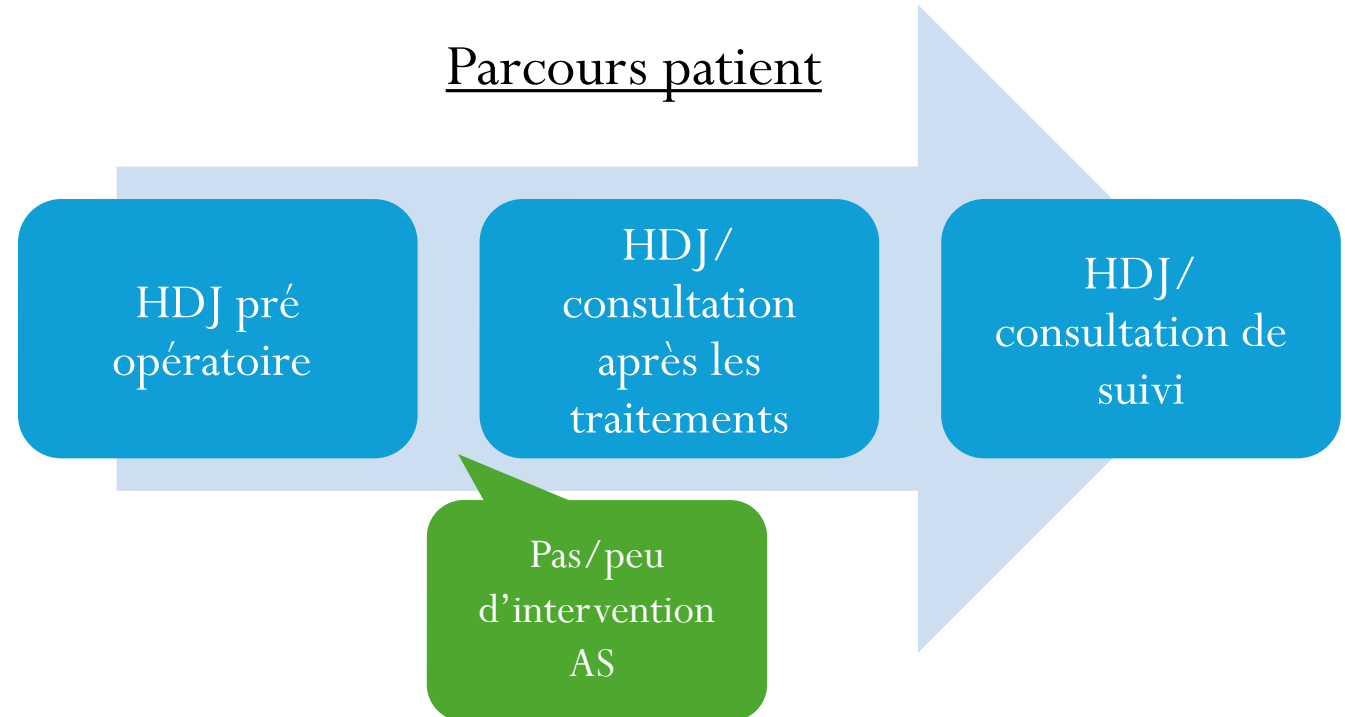 Parcours patient
HDJ pré
opératoire
HDJ/
consultation
après les
traitements
HDJ/
consultation de
suivi
Pas/peu
d’intervention
AS